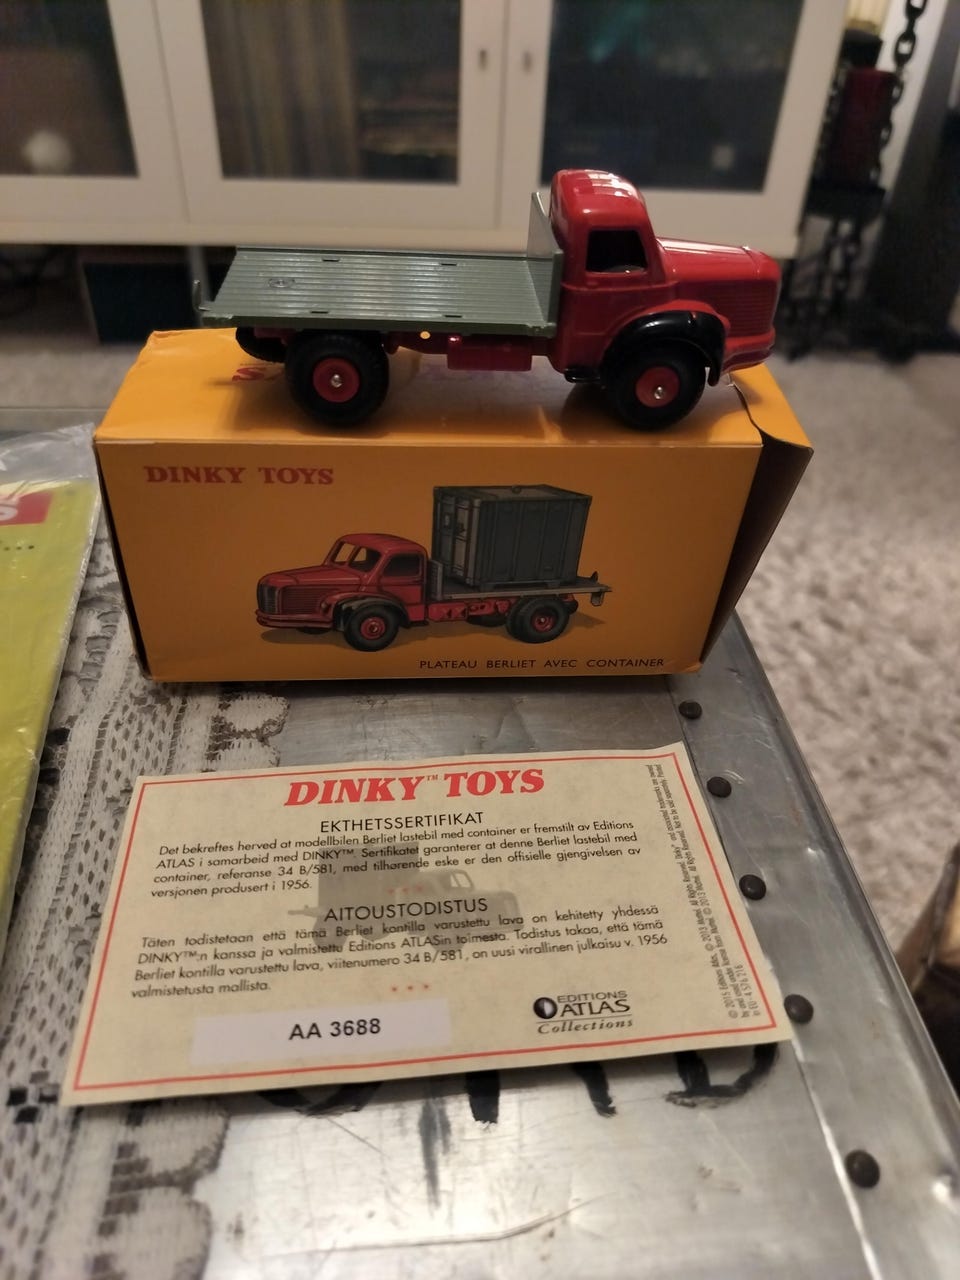 DINKY TOYS
PLATEAU BERLIET AVEC CONTAINER
DINKY™ TOYS
EKTHETSSERTIFIKAT
Det bekreftes herved at modellbilen Berliet lastebil med container er fremstilt av Editions
ATLAS i samarbeid med DINKY™. Sertifikatet garanterer at denne Berliet lastebil med
container, referanse 34 B/581, med tilhørende eske er den offisielle gjengivelsen av
versjonen produsert i 1956.
AITOUSTODISTUS
Täten todistetaan että tämä Berliet kontilla varustettu lava on kehitetty yhdessä
DINKY™:n kanssa ja valmistettu Editions ATLASin toimesta. Todistus takaa, että tämä
Berliet kontilla varustettu lava, viitenumero 34 B/581, on uusi virallinen julkaisu v. 1956
valmistetusta mallista.
AA 3688
EDITIONS
ATLAS
Collections